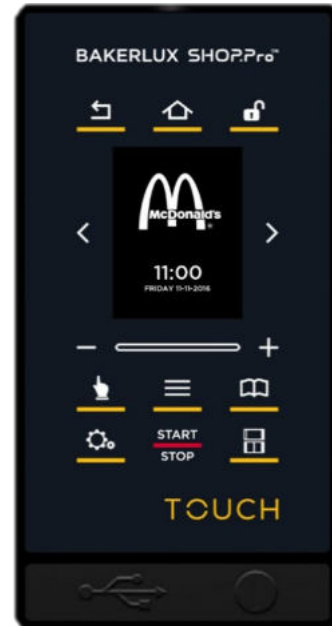 BAKERLUX SHOP.Pro™
McDonald's®
11:00
FRIDAY 11-11-2016
START
STOP
TOUCH